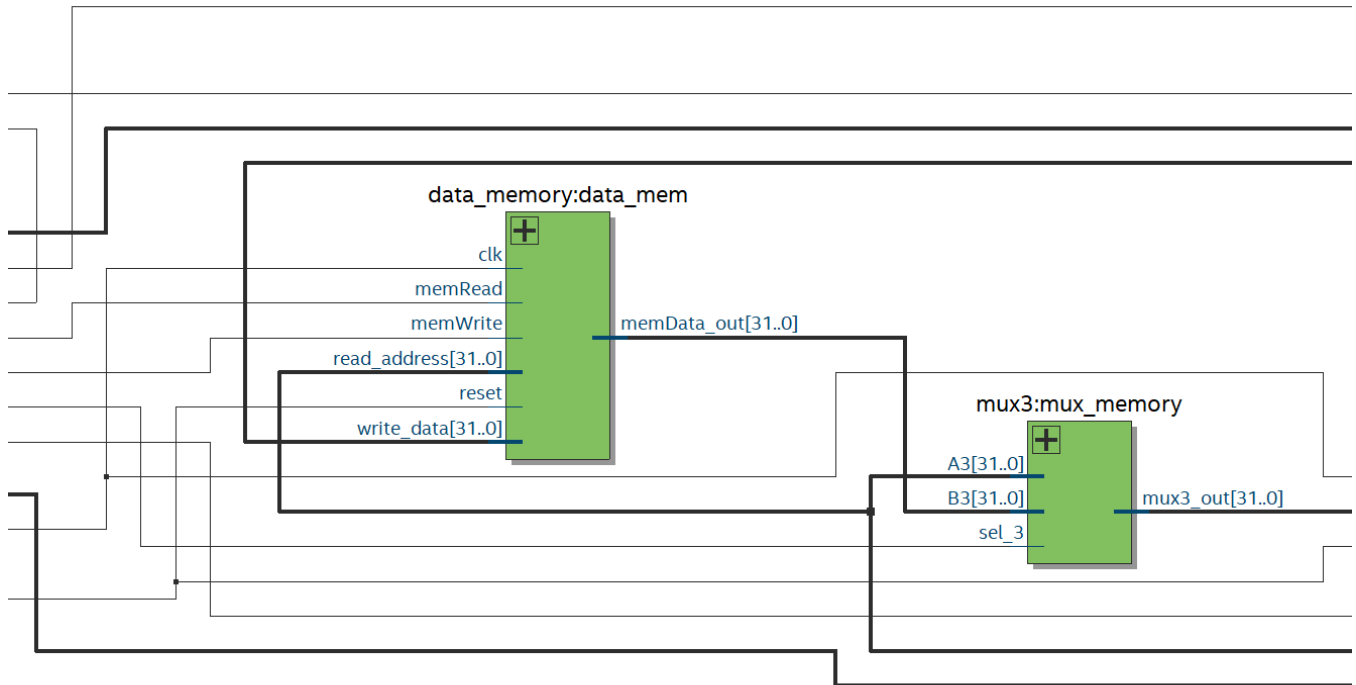 data_memory:data_mem
clk
memRead
memWrite
memData_out[31..0]
read_address[31..0]
reset
write_data[31..0]
mux3:mux_memory
A3[31..0]
B3[31..0]
mux3_out[31..0]
sel_3